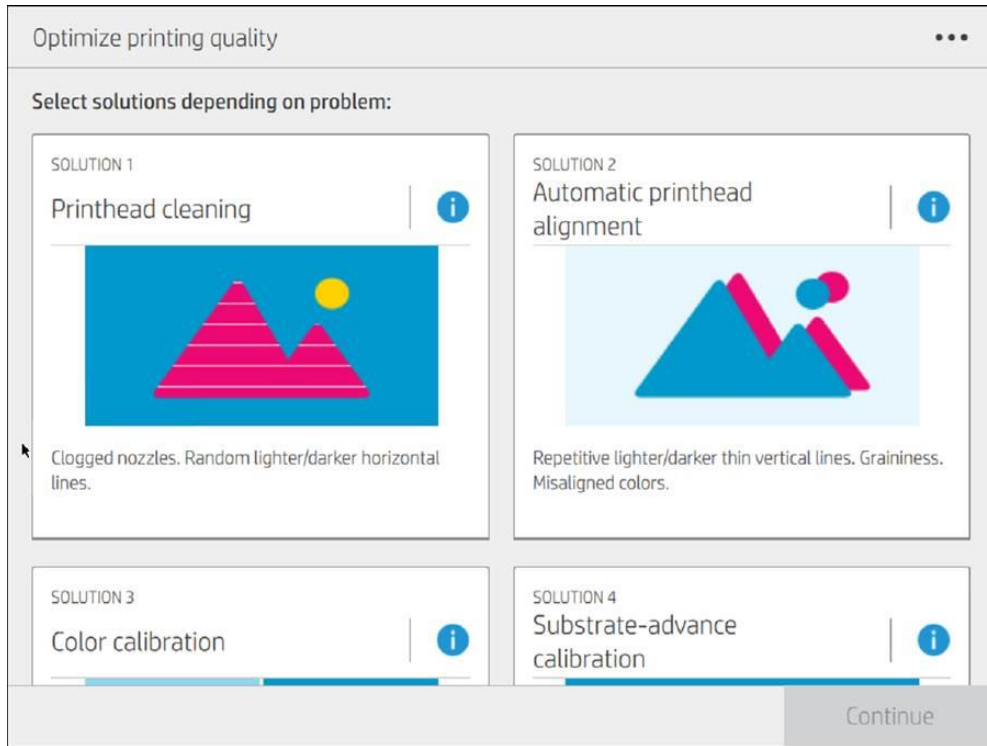 Optimize printing quality
Select solutions depending on problem:
SOLUTION 1
Printhead cleaning
Clogged nozzles. Random lighter/darker horizontal
lines.
SOLUTION 2
Automatic printhead
alignment
Repetitive lighter/darker thin vertical lines. Graininess.
Misaligned colors.
SOLUTION 3
Color calibration
SOLUTION 4
Substrate-advance
calibration
Continue